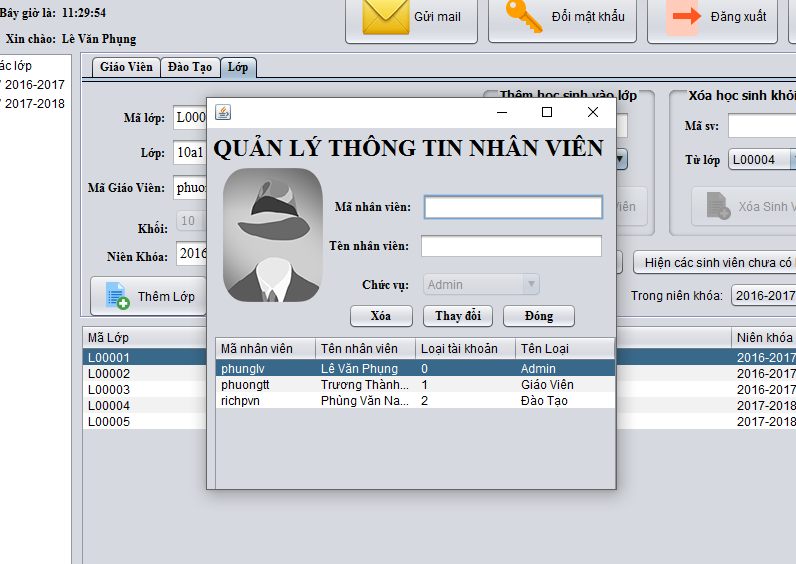 Bây giờ là: 11:29:54
Xin chào: Lê Văn Phụng
Gửi mail
Đổi mật khẩu
Đăng xuất
ác lớp
2016-2017
2017-2018
Giáo Viên
Đào Tạo
Lớp
Mã lớp:
L000
Lớp:
10a1
Mã Giáo Viên:
phuon
Khối:
10
Niên Khóa:
2016
Thêm Lớp
Thêm học sinh vào lớp
Xóa học sinh khỏi
Mã sv:
Từ lớp
L00004
Xóa Sinh V
Viên
Hiện các sinh viên chưa có
Trong niên khóa:
2016-2017
QUẢN LÝ THÔNG TIN NHÂN VIÊN
Mã nhân viên:
Tên nhân viên:
Chức vụ:
Admin
Xóa
Thay đổi
Đóng
Mã nhân viên Tên nhân viên Loại tài khoản Tên Loại
phunglv Lê Văn Phụng 0 Admin
phuongtt Trương Thành... 1 Giáo Viên
richpvn Phùng Văn Na... 2 Đào Tạo
Mã Lớp Niên khóa
L00001 2016-2017
L00002 2016-2017
L00003 2016-2017
L00004 2017-2018
L00005 2017-2018